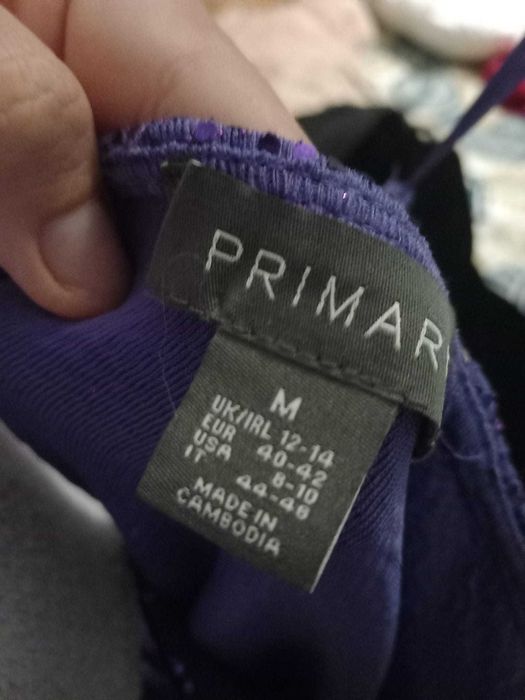 PRIMAR
M
UK/IRL 12-14
EUR 40-42
USA 8-10
IT 44-46
MADE IN
CAMBODIA